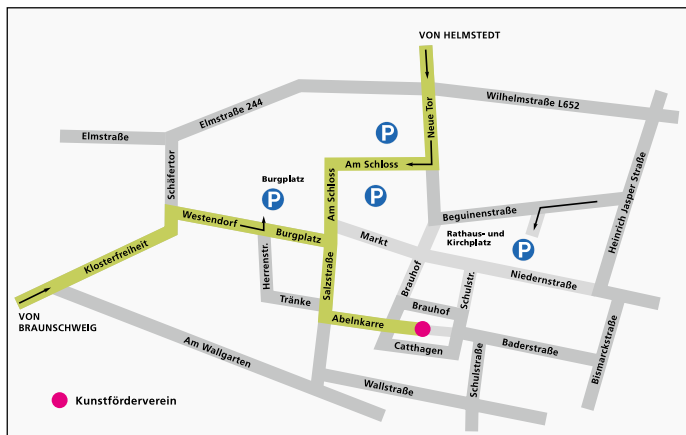 VON HELMSTEDT
Wilhelmstraße L652
Elmstraße 244
Elmstraße
Neue Tor
P
Am Schloss
Schäfertor
Burgplatz
P
P
Am Schloss
Heinrich Jasper Straße
Westendorf
Burgplatz
Beguinenstraße
Markt
Rathaus- und
Kirchplatz
P
Klosterfreiheit
Herrenstr.
Salzstraße
Brauhof
Schulstr.
Niedernstraße
Tränke
Brauhof
VON
BRAUNSCHWEIG
Abelnkarre
Baderstraße
Bismarckstraße
Am Wallgarten
Catthagen
Schulstraße
Wallstraße
Kunstförderverein